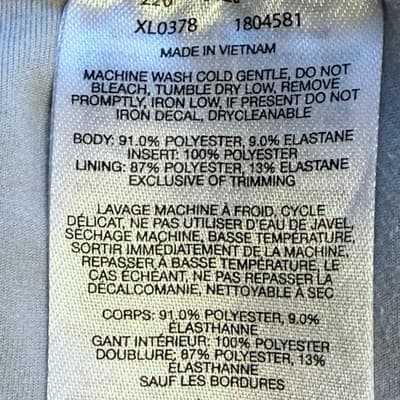 XL0378 1804581
MADE IN VIETNAM
MACHINE WASH COLD GENTLE, DO NOT
BLEACH, TUMBLE DRY LOW, REMOVE
PROMPTLY, IRON LOW, IF PRESENT DO NOT
IRON DECAL, DRYCLEANABLE
BODY: 91.0% POLYESTER, 9.0% ELASTANE
INSERT: 100% POLYESTER
LINING: 87% POLYESTER, 13% ELASTANE
EXCLUSIVE OF TRIMMING
LAVAGE MACHINE À FROID, CYCLE
DÉLICAT, NE PAS UTILISER D'EAU DE JAVEL,
SÉCHAGE MACHINE, BASSE TEMPÉRATURE,
SORTIR IMMÉDIATEMENT DE LA MACHINE,
REPASSER À BASSE TEMPÉRATURE, LE
CAS ÉCHÉANT, NE PAS REPASSER LA
DÉCALCOMANIE, NETTOYABLE À SEC
CORPS: 91.0% POLYESTER, 9.0%
ÉLASTHANNE
GANT INTÉRIEUR: 100% POLYESTER
DOUBLURE: 87% POLYESTER, 13%
ÉLASTHANNE
SAUF LES BORDURES